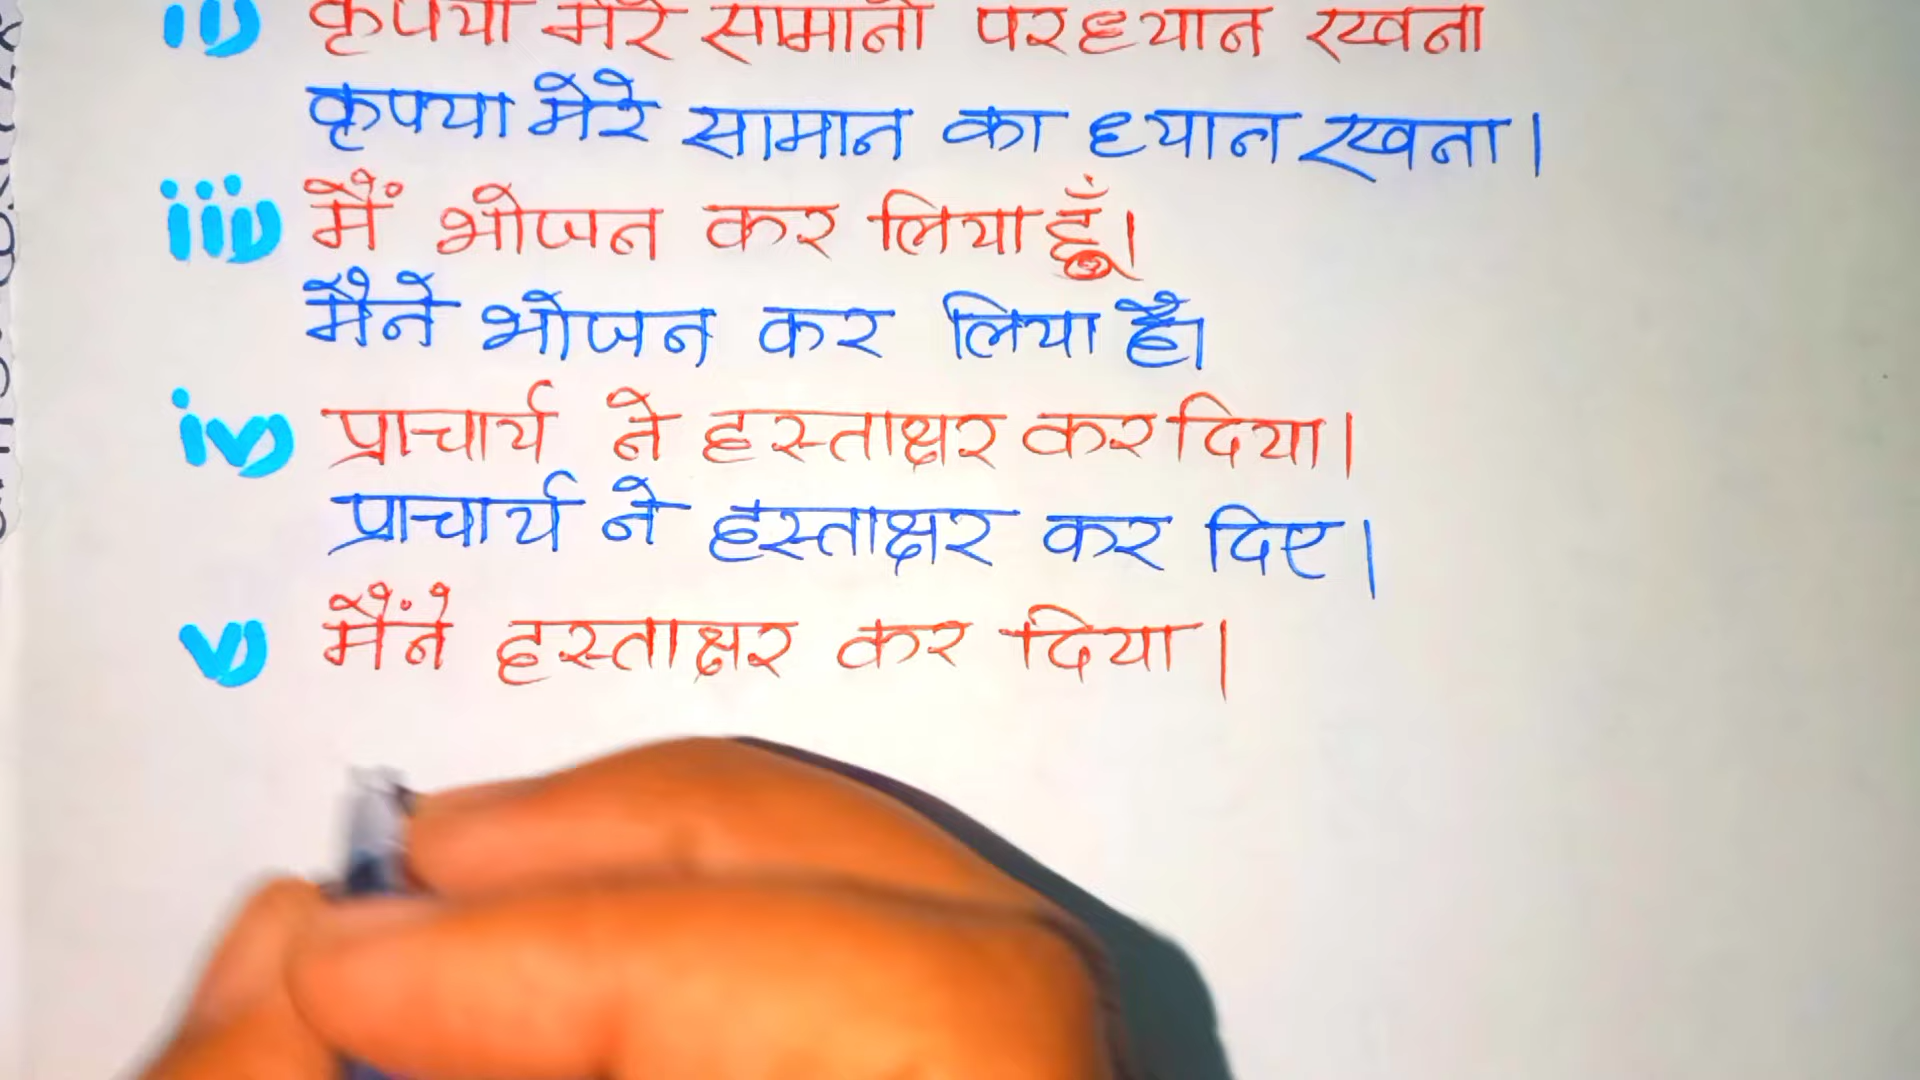 ii) कृपया मेरे सामानों पर ध्यान रखना
कृपया मेरे सामान का ध्यान रखना।
iii) मैं भोजन कर लिया हूँ।
मैने भोजन कर लिया है।
iv) प्राचार्य ने हस्ताक्षर कर दिया।
प्राचार्य ने हस्ताक्षर कर दिए।
v) मैंने हस्ताक्षर कर दिया।